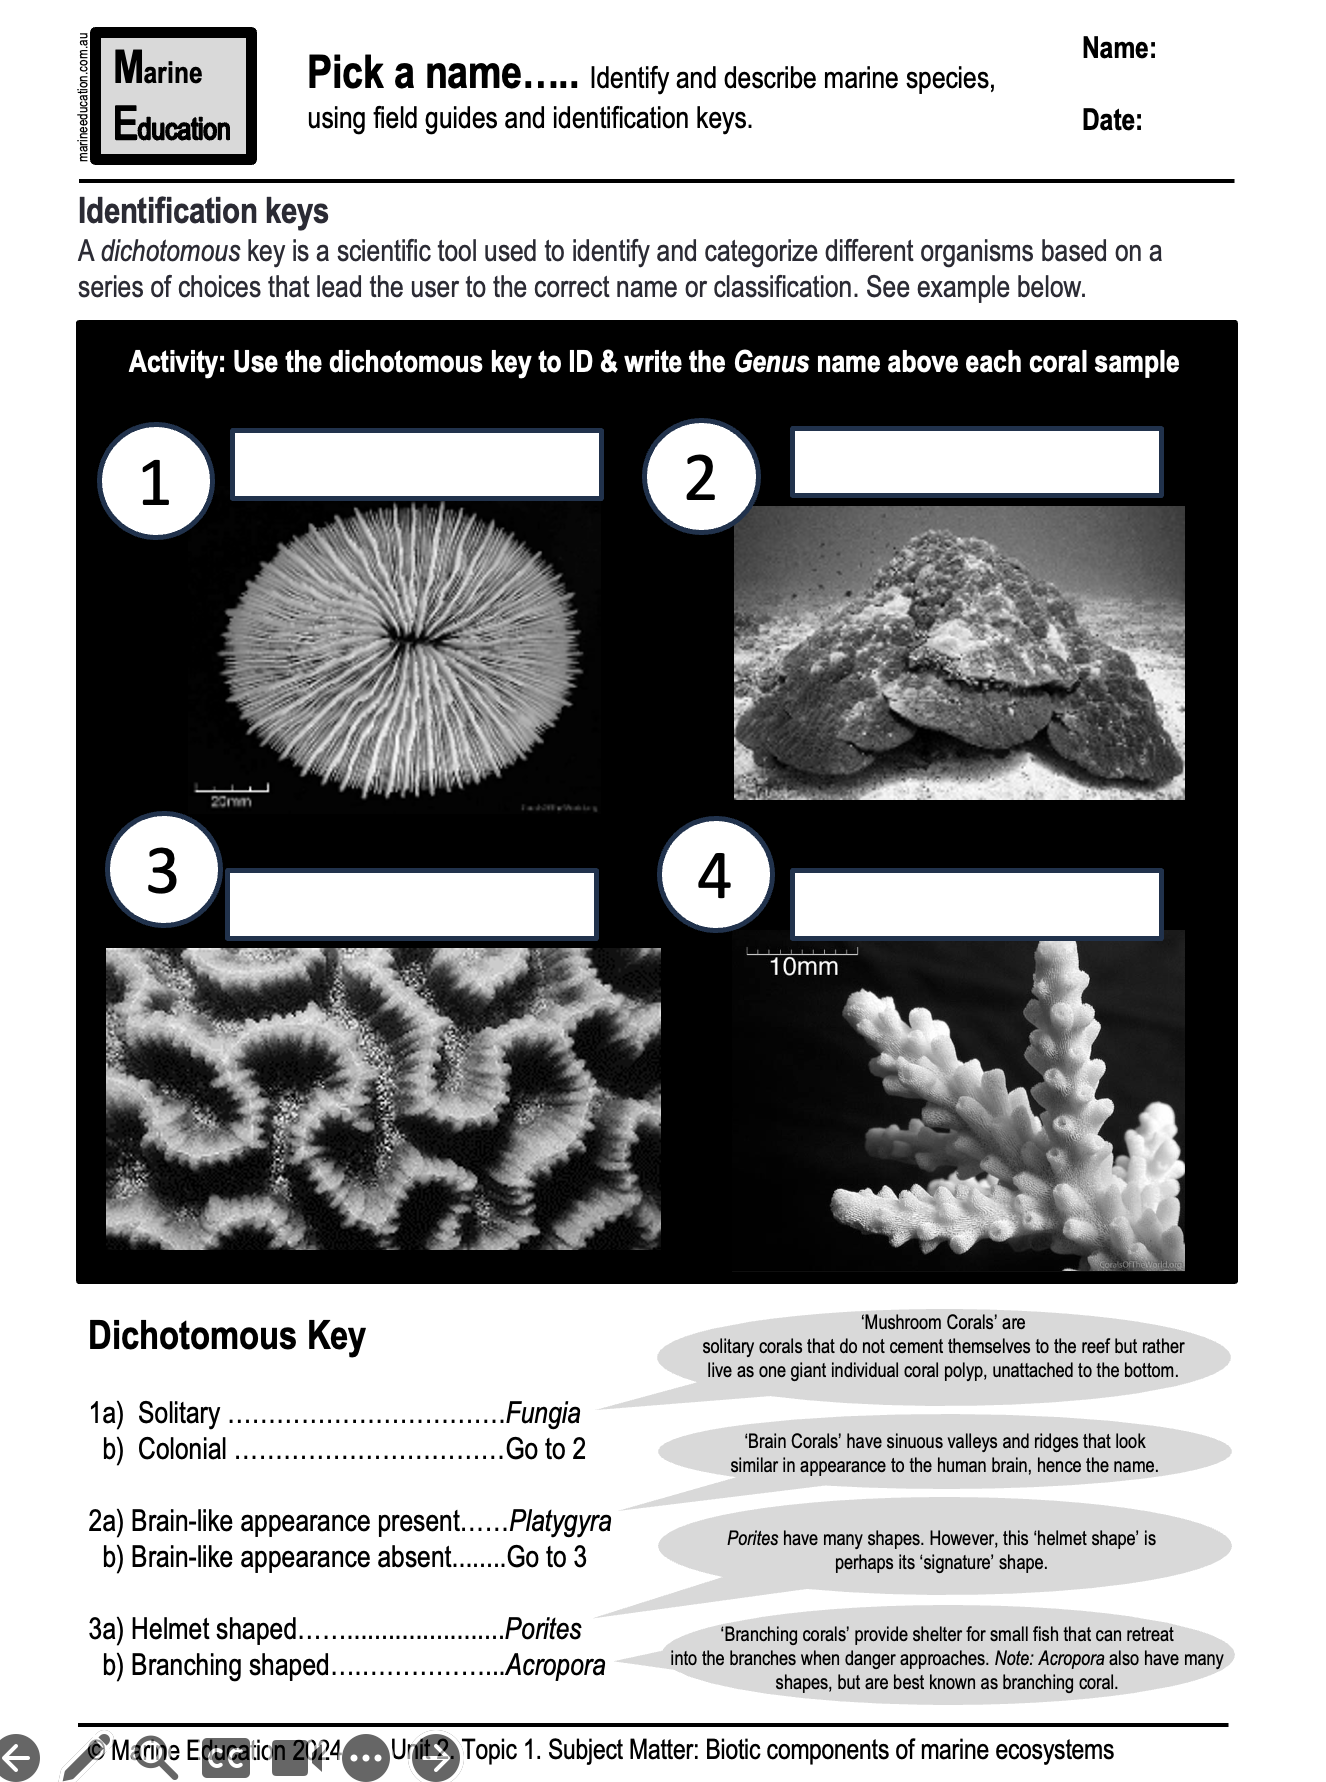 marineeducation.com.au
Marine
Education
Pick a name….. Identify and describe marine species,
using field guides and identification keys.
Name:
Date:
Identification keys
A dichotomous key is a scientific tool used to identify and categorize different organisms based on a
series of choices that lead the user to the correct name or classification. See example below.
Activity: Use the dichotomous key to ID & write the Genus name above each coral sample
1
2
20mm
CoralsOfTheWorld.org
3
4
10mm
CoralsOfTheWorld.org
Dichotomous Key
1a) Solitary …………………………….Fungia
b) Colonial ……………………………Go to 2
2a) Brain-like appearance present……Platygyra
b) Brain-like appearance absent........Go to 3
3a) Helmet shaped…….......................Porites
b) Branching shaped….……………...Acropora
‘Mushroom Corals’ are
solitary corals that do not cement themselves to the reef but rather
live as one giant individual coral polyp, unattached to the bottom.
‘Brain Corals’ have sinuous valleys and ridges that look
similar in appearance to the human brain, hence the name.
Porites have many shapes. However, this ‘helmet shape’ is
perhaps its ‘signature’ shape.
‘Branching corals’ provide shelter for small fish that can retreat
into the branches when danger approaches. Note: Acropora also have many
shapes, but are best known as branching coral.
© Marine Education 2024 Unit 2. Topic 1. Subject Matter: Biotic components of marine ecosystems
CC